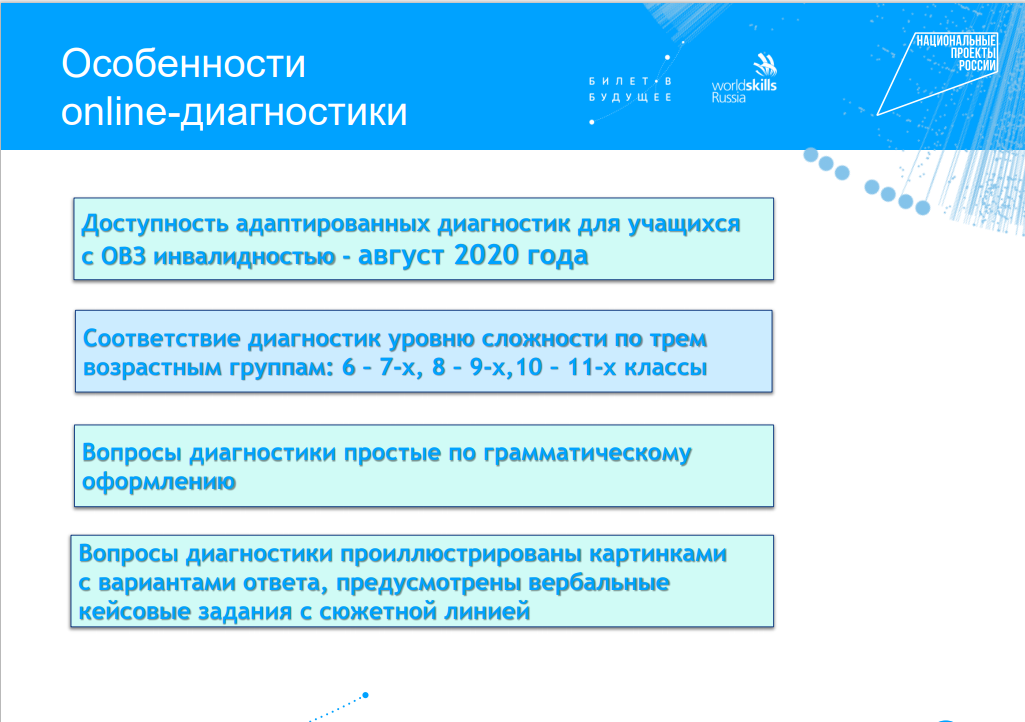 Особенности
online-диагностики
БИЛЕТ•В
БУДУЩЕЕ
worldskills
Russia
НАЦИОНАЛЬНЫЕ
ПРОЕКТЫ
РОССИИ
Доступность адаптированных диагностик для учащихся
с ОВЗ инвалидностью - август 2020 года
Соответствие диагностик уровню сложности по трем
возрастным группам: 6 – 7-х, 8 – 9-х,10 – 11-х классы
Вопросы диагностики простые по грамматическому
оформлению
Вопросы диагностики проиллюстрированы картинками
с вариантами ответа, предусмотрены вербальные
кейсовые задания с сюжетной линией